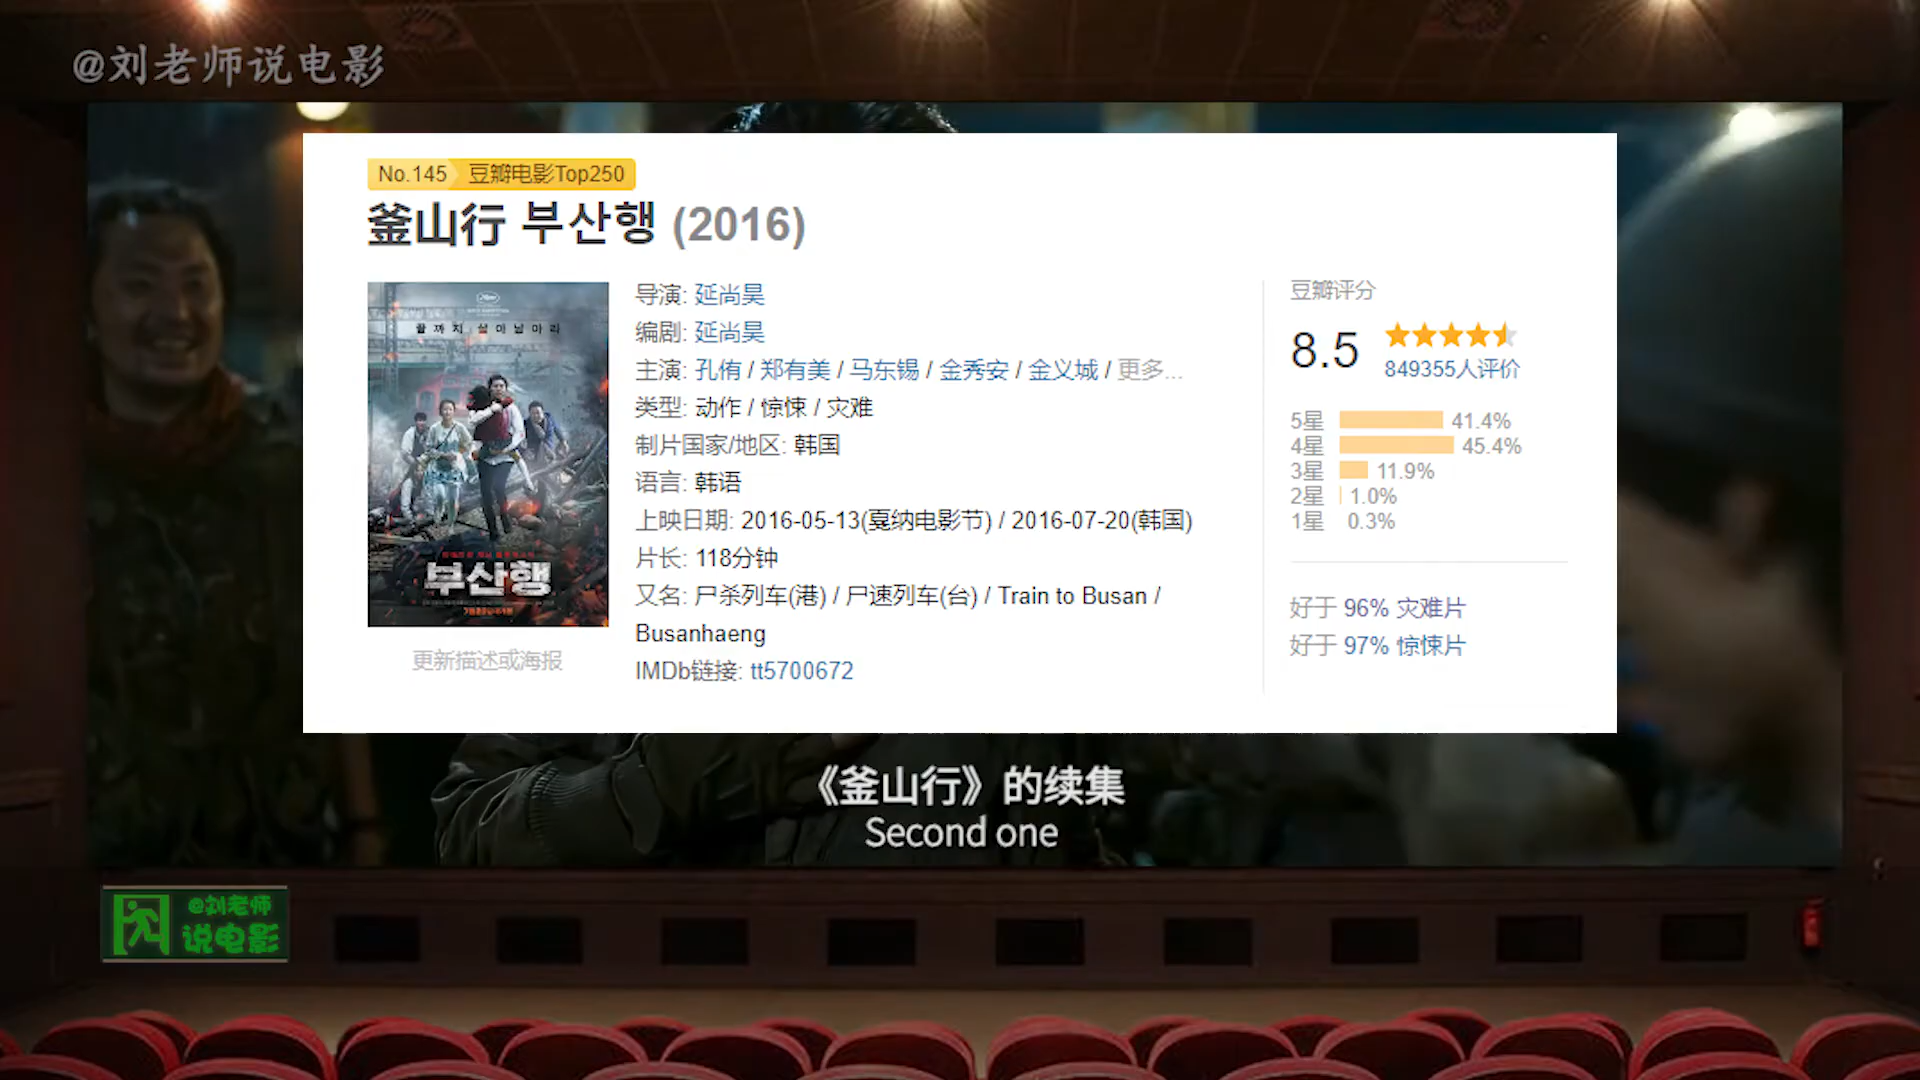 @刘老师说电影
No.145 豆瓣电影Top250
釜山行 부산행 (2016)
끝까지 살아남아라
부산행
更新描述或海报
导演: 延尚昊
编剧: 延尚昊
主演: 孔侑 / 郑有美 / 马东锡 / 金秀安 / 金义城 / 更多...
类型: 动作 / 惊悚 / 灾难
制片国家/地区: 韩国
语言: 韩语
上映日期: 2016-05-13(戛纳电影节) / 2016-07-20(韩国)
片长: 118分钟
又名: 尸杀列车(港) / 尸速列车(台) / Train to Busan /
Busanhaeng
IMDb链接: tt5700672
豆瓣评分
8.5
849355人评价
5星 41.4%
4星 45.4%
3星 11.9%
2星 1.0%
1星 0.3%
好于 96% 灾难片
好于 97% 惊悚片
《釜山行》的续集
Second one
@刘老师
说电影